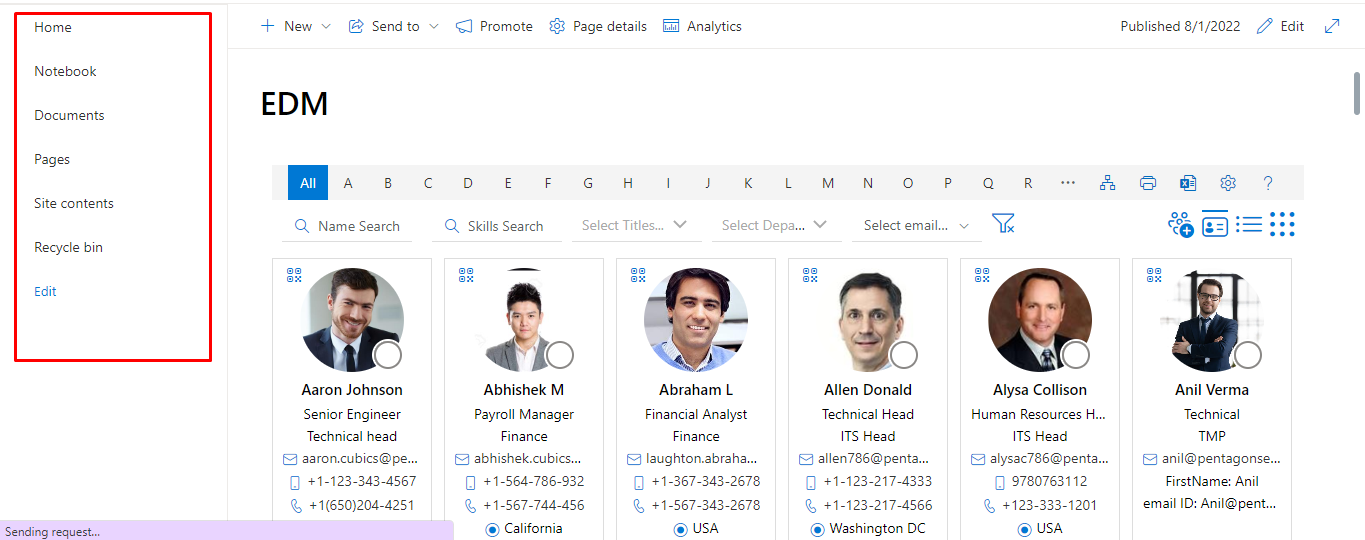 Home
Notebook
Documents
Pages
Site contents
Recycle bin
Edit
New Send to Promote Page details Analytics Published 8/1/2022 Edit
EDM
All A B C D E F G H I J K L M N O P Q R ... ?
Name Search Skills Search Select Titles... Select Depa... Select email...
Aaron Johnson
Senior Engineer
Technical head
aaron.cubics@pe...
+1-123-343-4567
+1(650)204-4251
Abhishek M
Payroll Manager
Finance
abhishek.cubics...
+1-564-786-932
+1-567-744-456
California
Abraham L
Financial Analyst
Finance
laughton.abraha...
+1-367-343-2678
+1-567-343-2678
USA
Allen Donald
Technical Head
ITS Head
allen786@penta...
+1-123-217-4333
+1-123-217-4566
Washington DC
Alysa Collison
Human Resources H...
ITS Head
alysac786@penta...
9780763112
+123-333-1201
USA
Anil Verma
Technical
TMP
anil@pentagonse...
FirstName: Anil
email ID: Anil@pent...
Sending request...